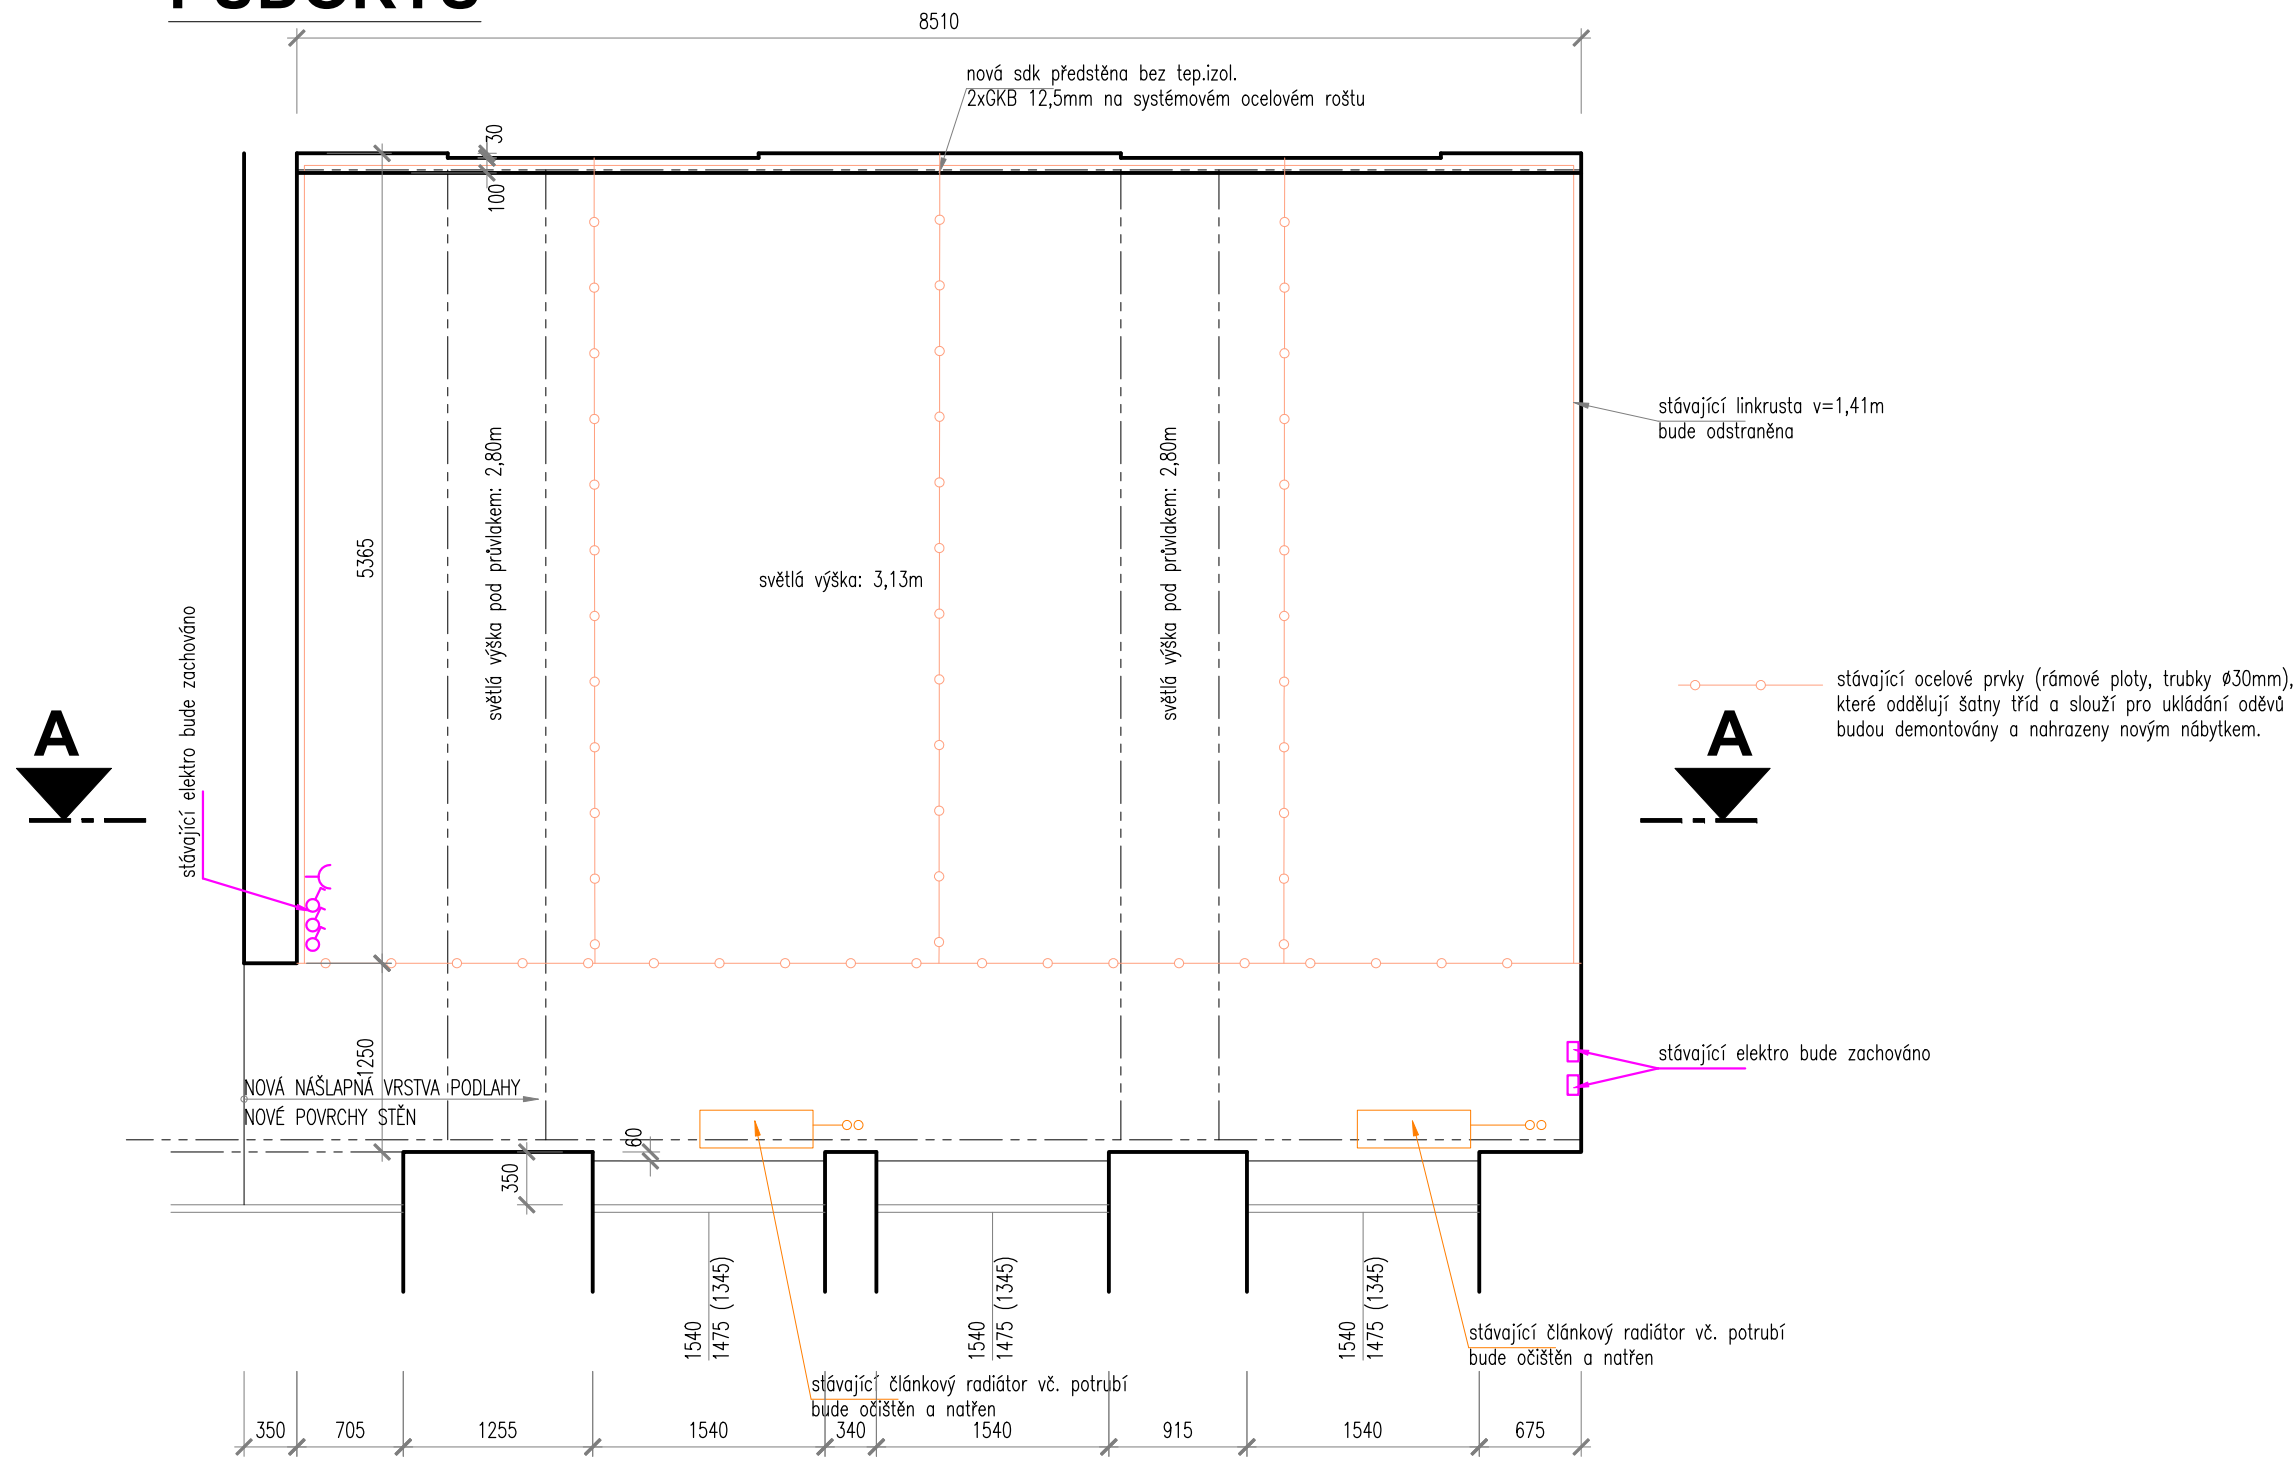 8510
nová sdk předstěna bez tep.izol.
2xGKB 12,5mm na systémovém ocelovém roštu
30
100
stávající linkrusta v=1,41m
bude odstraněna
5365
světlá výška pod průvlakem: 2,80m
světlá výška: 3,13m
světlá výška pod průvlakem: 2,80m
stávající elektro bude zachováno
A
A
stávající ocelové prvky (rámové ploty, trubky Ø30mm),
které oddělují šatny tříd a slouží pro ukládání oděvů
budou demontovány a nahrazeny novým nábytkem.
1250
stávající elektro bude zachováno
NOVÁ NÁŠLAPNÁ VRSTVA PODLAHY
NOVÉ POVRCHY STĚN
60
350
1540
1475 (1345)
1540
1475 (1345)
1540
1475 (1345)
stávající článkový radiátor vč. potrubí
bude očištěn a natřen
stávající článkový radiátor vč. potrubí
bude očištěn a natřen
350
705
1255
1540
340
1540
915
1540
675